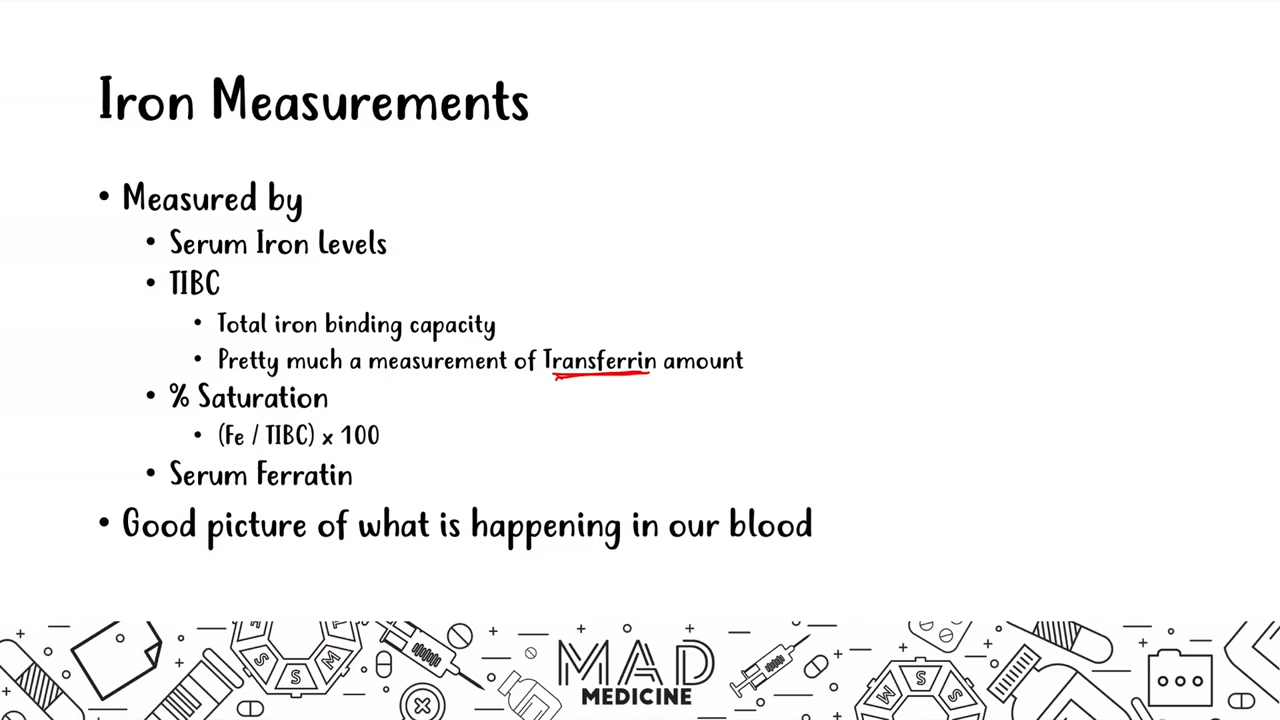 Iron Measurements
• Measured by
• Serum Iron Levels
• TIBC
• Total iron binding capacity
• Pretty much a measurement of Transferrin amount
• % Saturation
• (Fe / TIBC) x 100
• Serum Ferratin
• Good picture of what is happening in our blood
S S M
MAD
MEDICINE
M S S